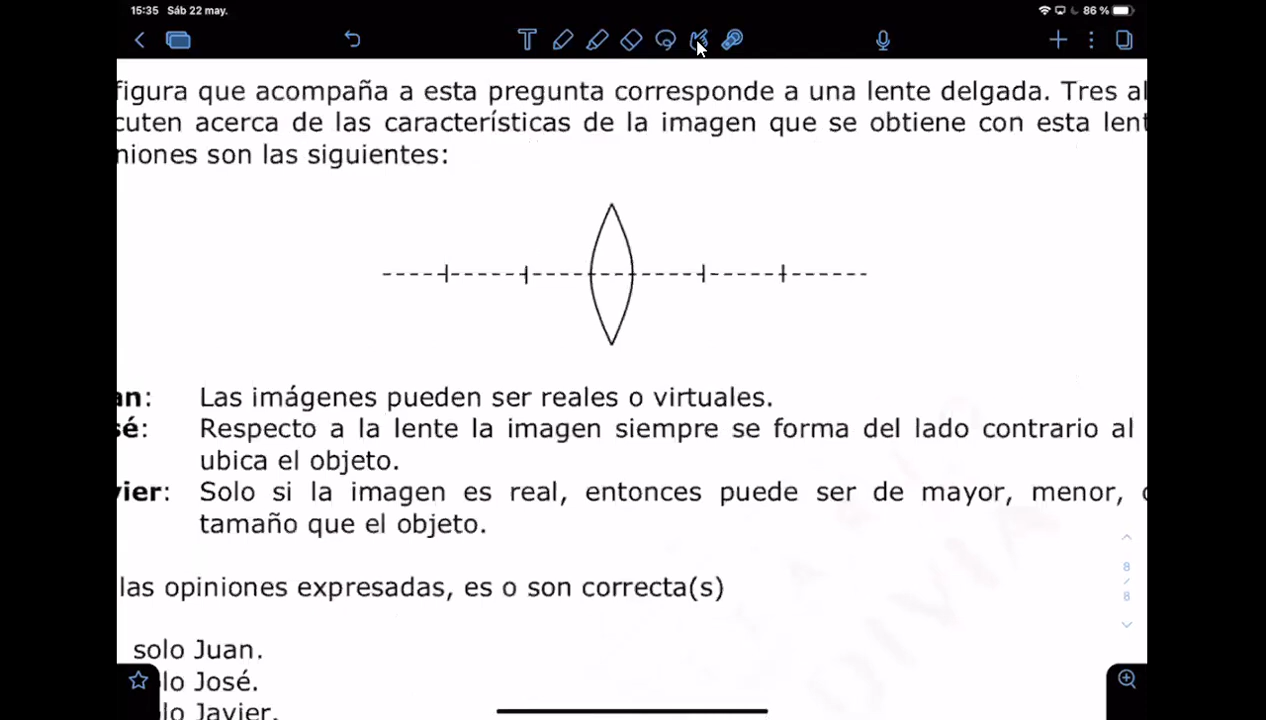 15:35 Sáb 22 may.
86 %
figura que acompaña a esta pregunta corresponde a una lente delgada. Tres al
cuten acerca de las características de la imagen que se obtiene con esta lent
niones son las siguientes:
an: Las imágenes pueden ser reales o virtuales.
sé: Respecto a la lente la imagen siempre se forma del lado contrario al
ubica el objeto.
vier: Solo si la imagen es real, entonces puede ser de mayor, menor,
tamaño que el objeto.
las opiniones expresadas, es o son correcta(s)
solo Juan.
lo José.
lo Javier.
8
/
8